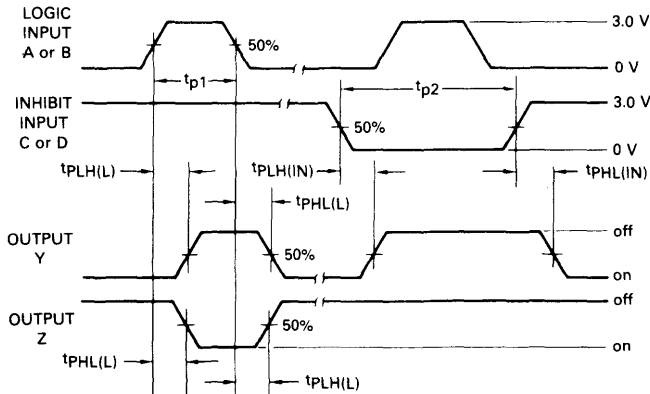 LOGIC
INPUT
A or B
50%
3.0 V
0 V
tp1
tp2
INHIBIT
INPUT
C or D
50%
3.0 V
0 V
tPLH(L)
tPLH(IN)
tPHL(IN)
tPHL(L)
OUTPUT
Y
50%
off
on
OUTPUT
Z
50%
off
on
tPHL(L)
tPLH(L)